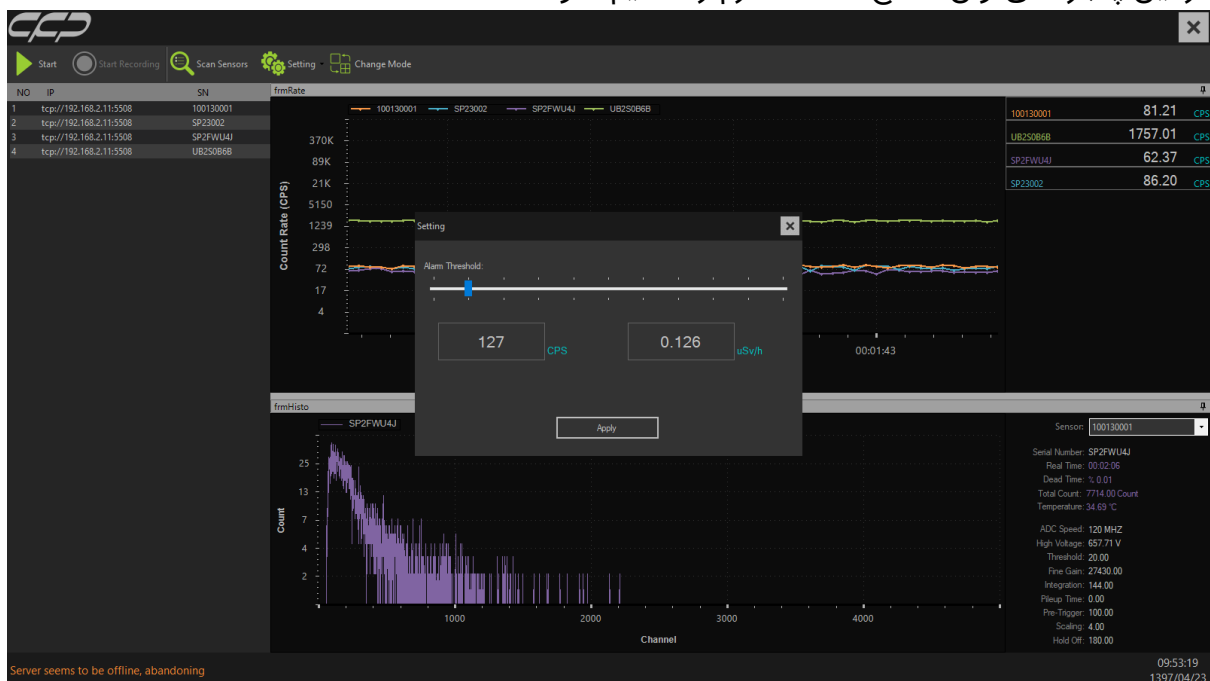 CCP
Start Start Recording Scan Sensors Setting Change Mode
NO IP SN
1 tcp://192.168.2.11:5508 100130001
2 tcp://192.168.2.11:5508 SP23002
3 tcp://192.168.2.11:5508 SP2FWU4J
4 tcp://192.168.2.11:5508 UB2S0B6B
frmRate
100130001 SP23002 SP2FWU4J UB2S0B6B
370K
89K
21K
5150
1239
298
72
17
4
Count Rate (CPS)
00:01:43
100130001 81.21 CPS
UB2S0B6B 1757.01 CPS
SP2FWU4J 62.37 CPS
SP23002 86.20 CPS
Setting
Alarm Threshold:
127 CPS 0.126 uSv/h
Apply
frmHisto
SP2FWU4J
25
13
7
4
2
Count
1000 2000 3000 4000
Channel
Sensor: 100130001
Serial Number: SP2FWU4J
Real Time: 00:02:06
Dead Time: % 0.01
Total Count: 7714.00 Count
Temperature: 34.69 °C
ADC Speed: 120 MHZ
High Voltage: 657.71 V
Threshold: 20.00
Fine Gain: 27430.00
Integration: 144.00
Pileup Time: 0.00
Pre-Trigger: 100.00
Scaling: 4.00
Hold Off: 180.00
Server seems to be offline, abandoning
09:53:19
1397/04/23